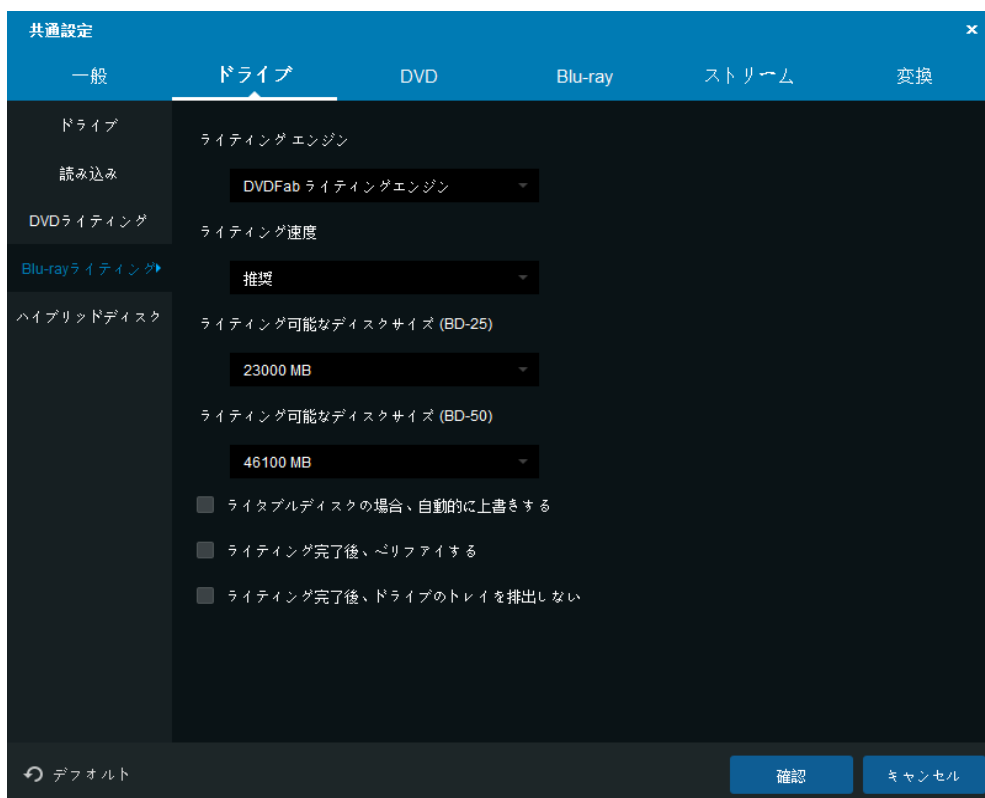 共通設定 ×
一般 ドライブ DVD Blu-ray ストリーム 変換
ドライブ
読み込み
DVDライティング
Blu-rayライティング
ハイブリッドディスク
ライティング エンジン
DVDFab ライティングエンジン
ライティング速度
推奨
ライティング可能なディスクサイズ (BD-25)
23000 MB
ライティング可能なディスクサイズ (BD-50)
46100 MB
ライタブルディスクの場合、自動的に上書きする
ライティング完了後、ベリファイする
ライティング完了後、ドライブのトレイを排出しない
デフォルト
確認 キャンセル